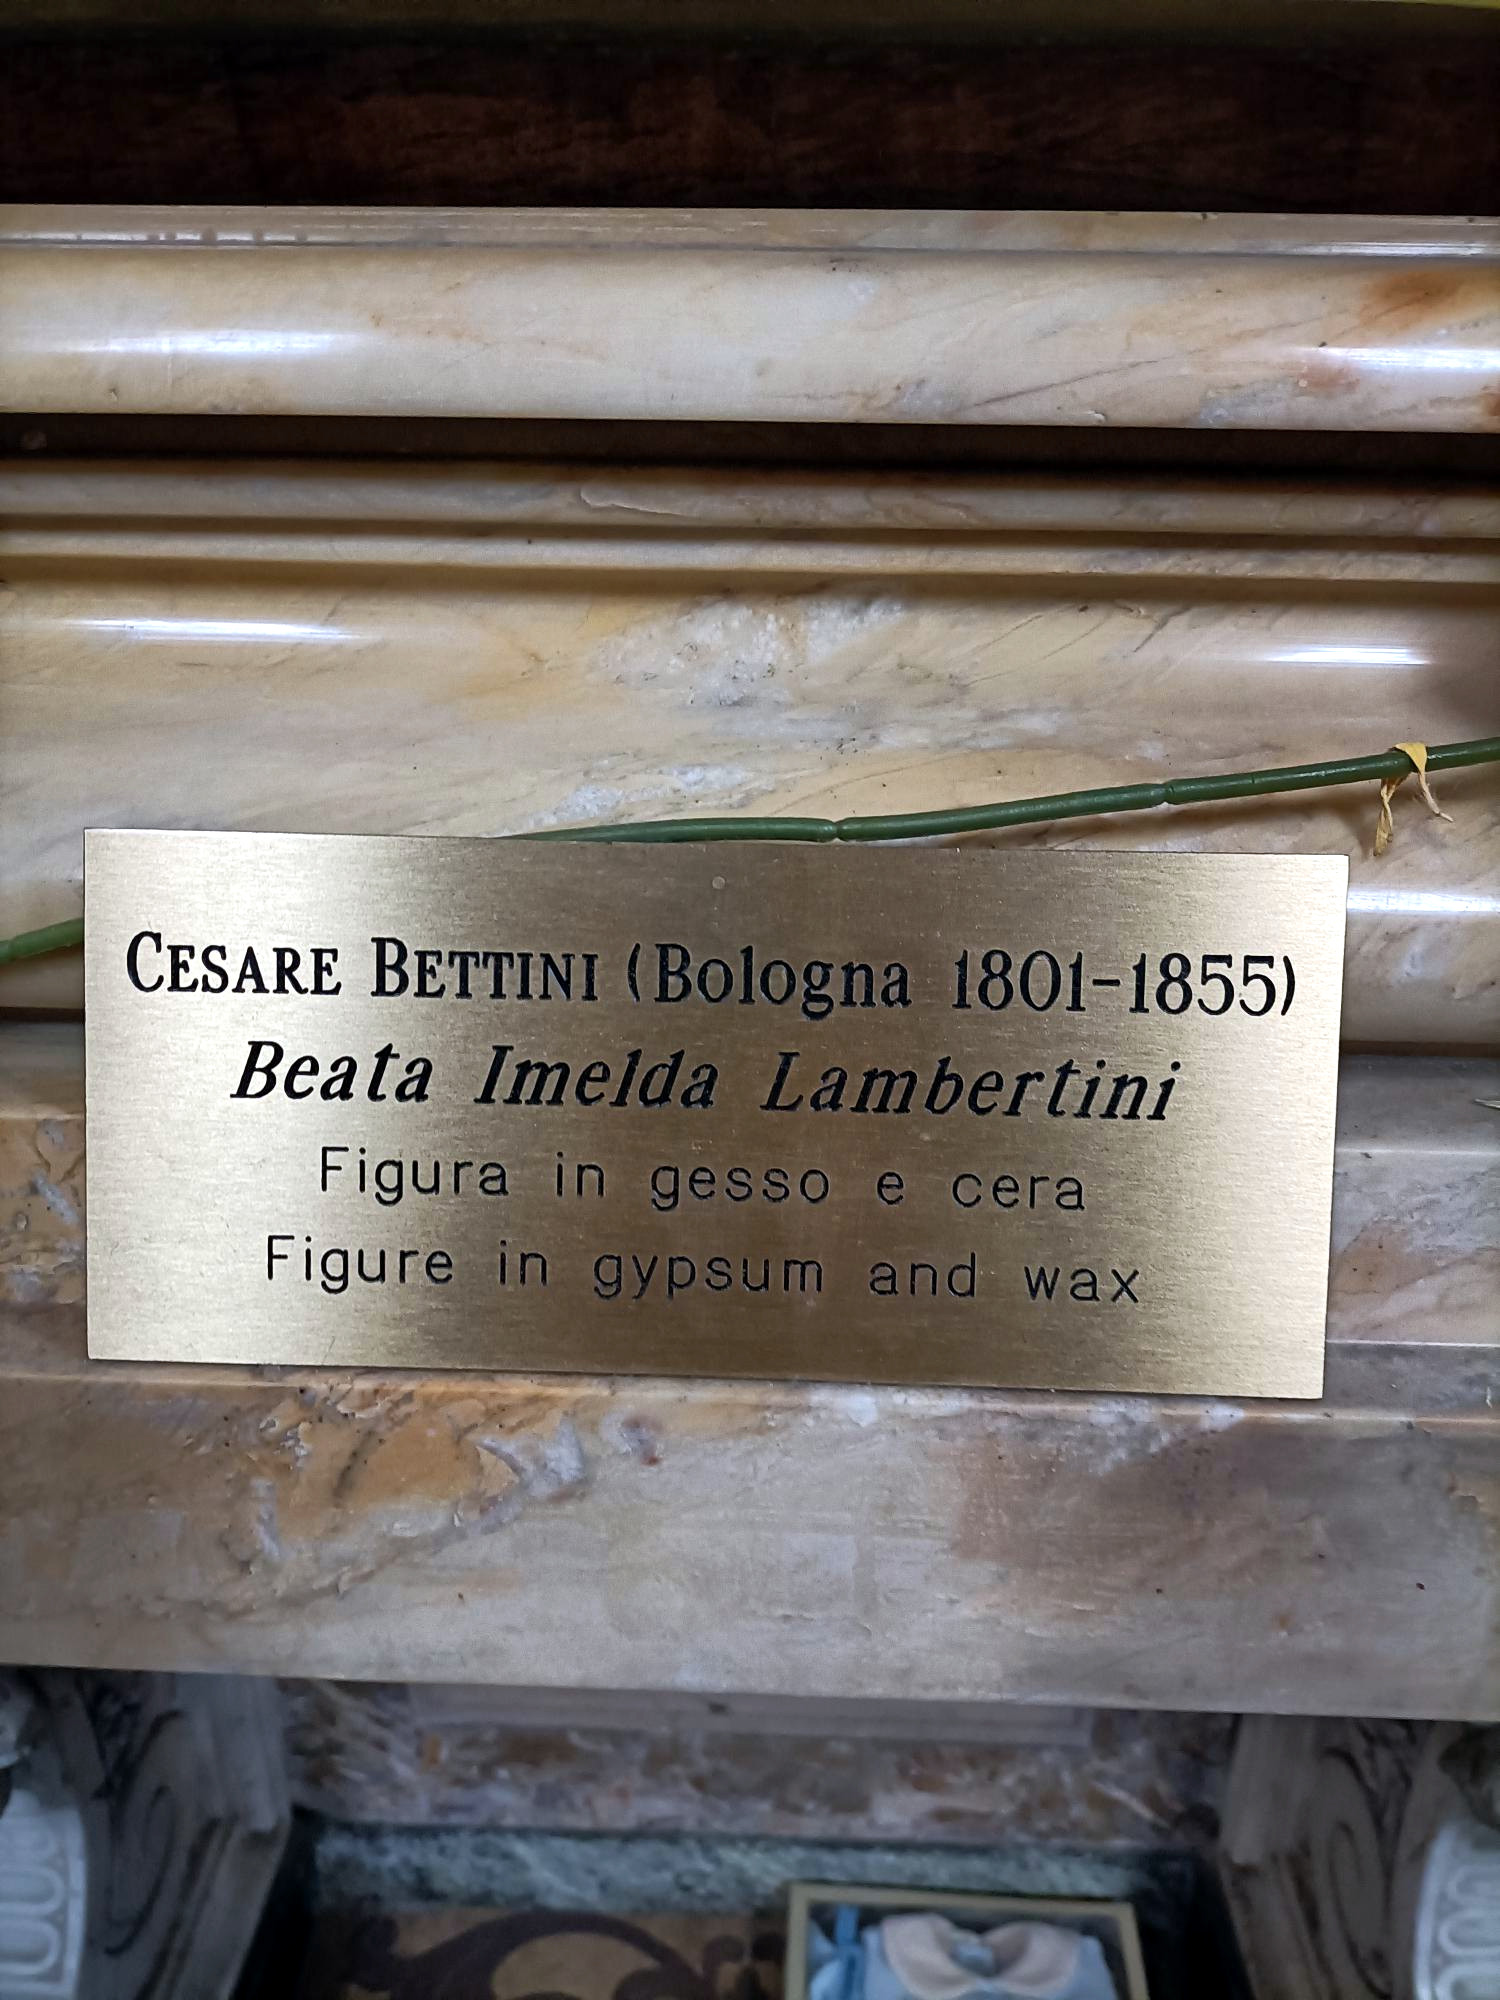 CESARE BETTINI (Bologna 1801-1855)
Beata Imelda Lambertini
Figura in gesso e cera
Figure in gypsum and wax